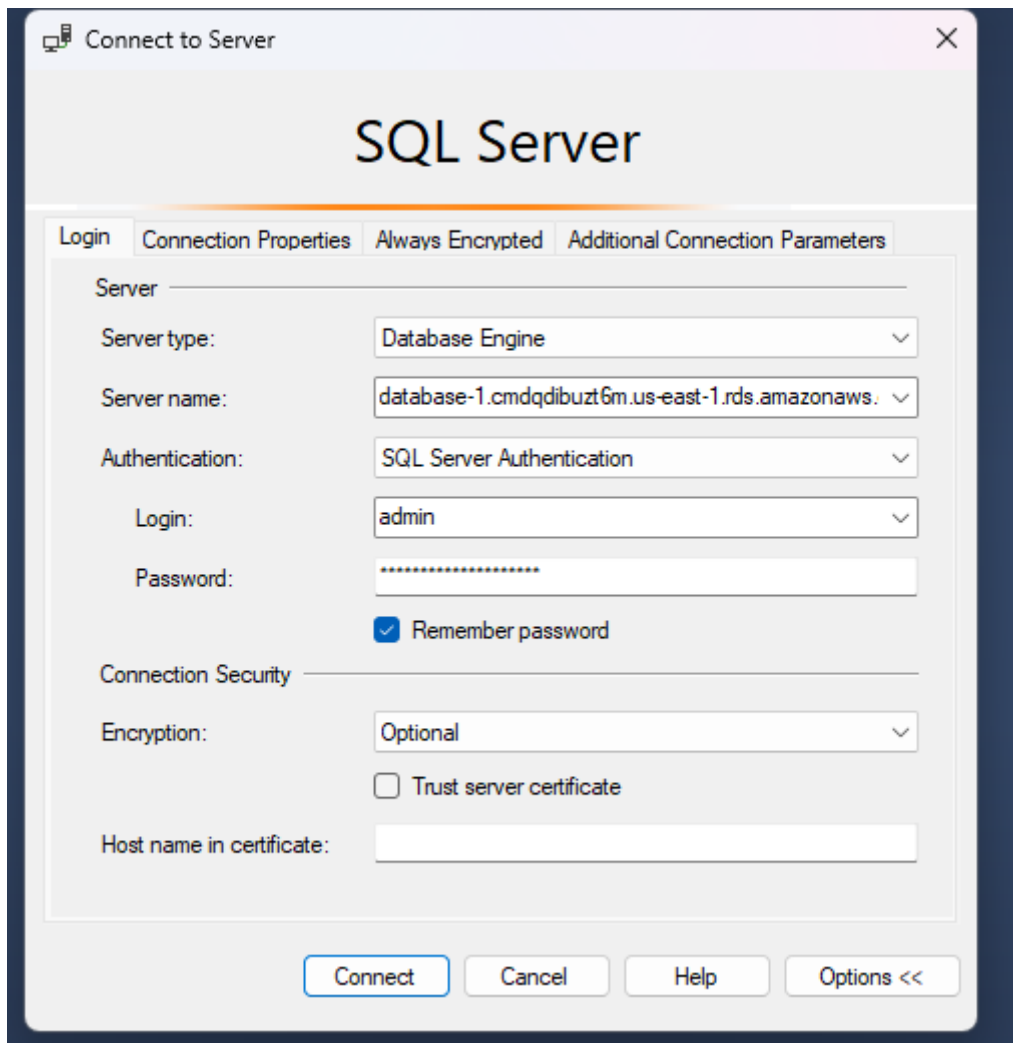 Connect to Server
SQL Server
Login Connection Properties Always Encrypted Additional Connection Parameters
Server
Server type: Database Engine
Server name: database-1.cmdqdibuzt6m.us-east-1.rds.amazonaws.
Authentication: SQL Server Authentication
Login: admin
Password: ********************
Remember password
Connection Security
Encryption: Optional
Trust server certificate
Host name in certificate:
Connect Cancel Help Options <<